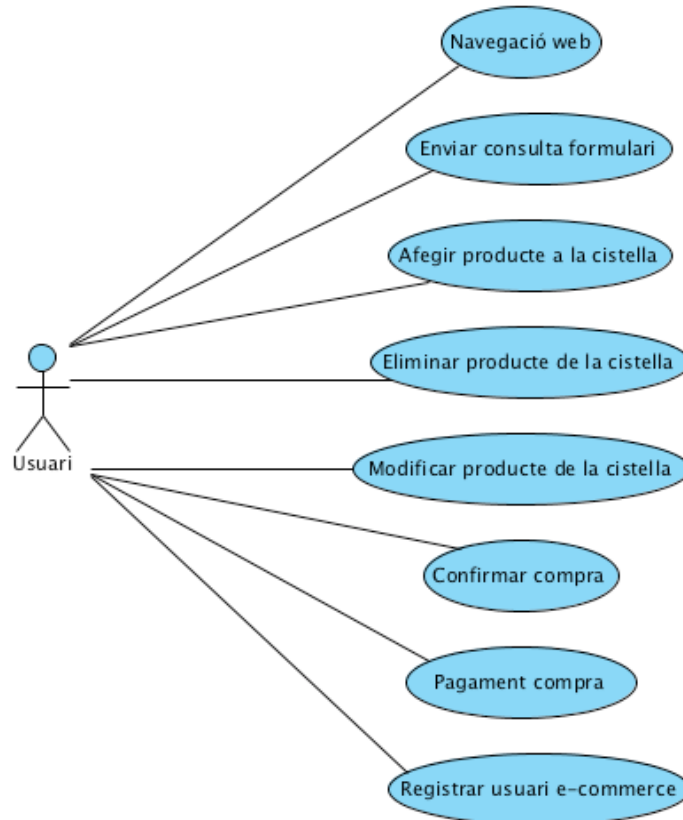 Navegació web
Enviar consulta formulari
Afegir producte a la cistella
Eliminar producte de la cistella
Usuari
Modificar producte de la cistella
Confirmar compra
Pagament compra
Registrar usuari e-commerce